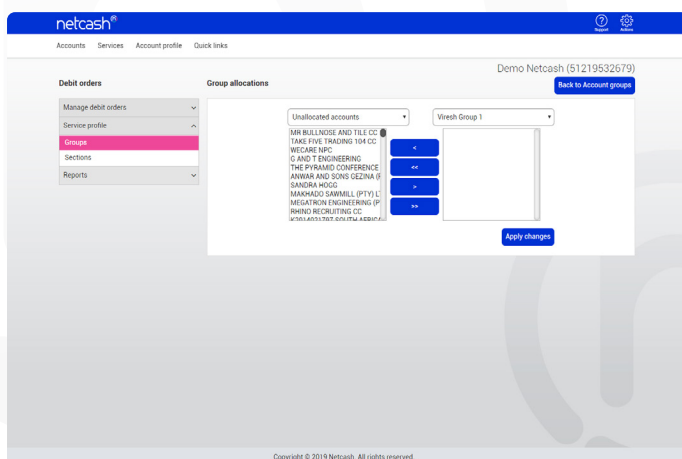 netcash®
Support
Actions
Accounts Services Account profile Quick links
Demo Netcash (51219532679)
Debit orders
Group allocations
Back to Account groups
Manage debit orders
Service profile
Groups
Sections
Reports
Unallocated accounts
Viresh Group 1
MR BULLNOSE AND TILE CC
TAKE FIVE TRADING 104 CC
WECARE NPC
G AND T ENGINEERING
THE PYRAMID CONFERENCE
ANWAR AND SONS GEZINA (F
SANDRA HOGG
MAKHADO SAWMILL (PTY) L
MEGATRON ENGINEERING (P
RHINO RECRUITING CC
<
<<
>
>>
Apply changes
Copyright © 2019 Netcash. All rights reserved